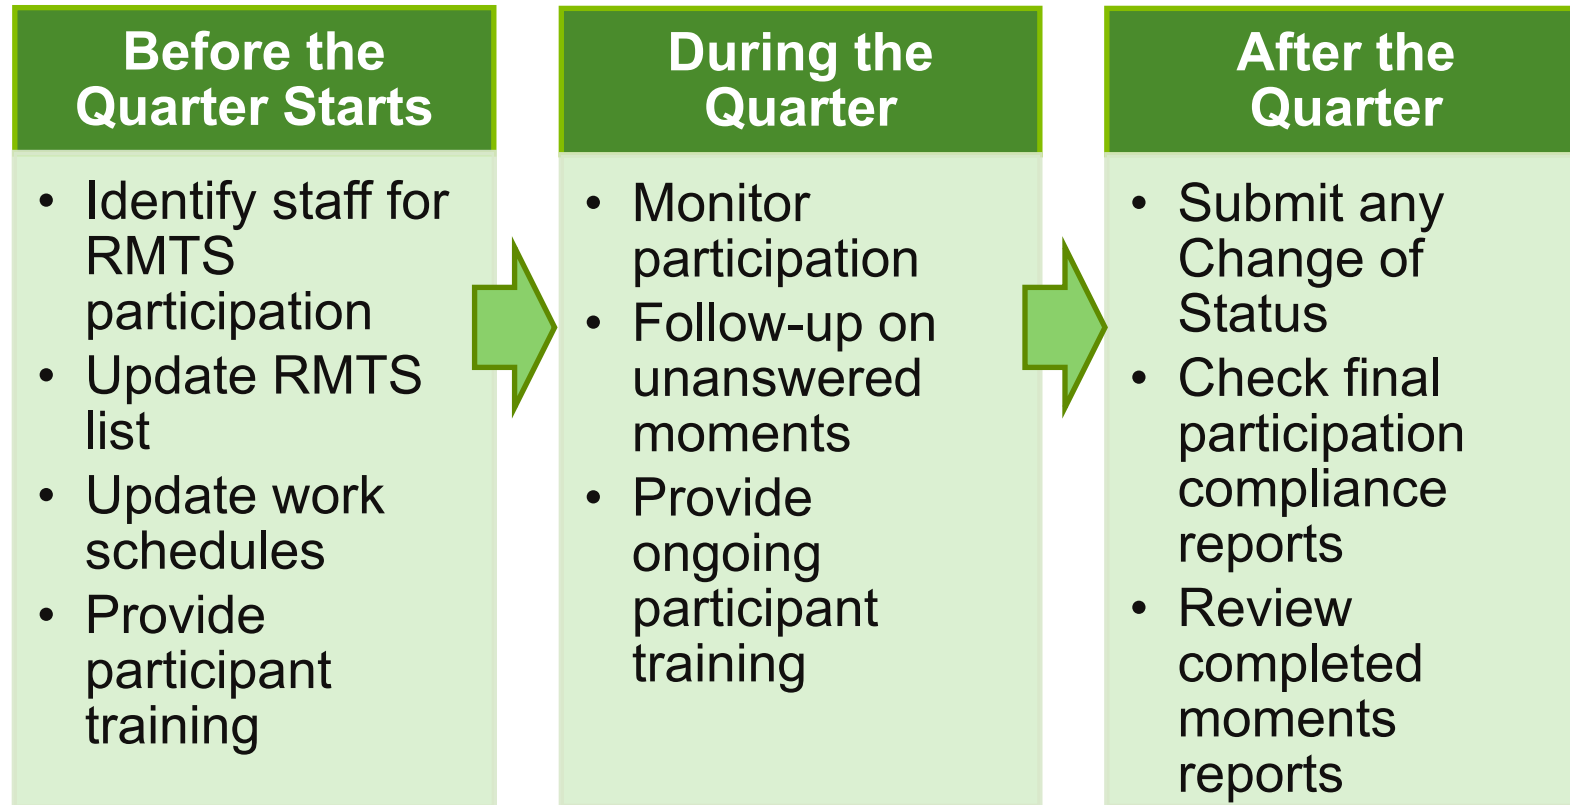 Before the
Quarter Starts
• Identify staff for
RMTS
participation
• Update RMTS
list
• Update work
schedules
• Provide
participant
training
During the
Quarter
• Monitor
participation
• Follow-up on
unanswered
moments
• Provide
ongoing
participant
training
After the
Quarter
• Submit any
Change of
Status
• Check final
participation
compliance
reports
• Review
completed
moments
reports